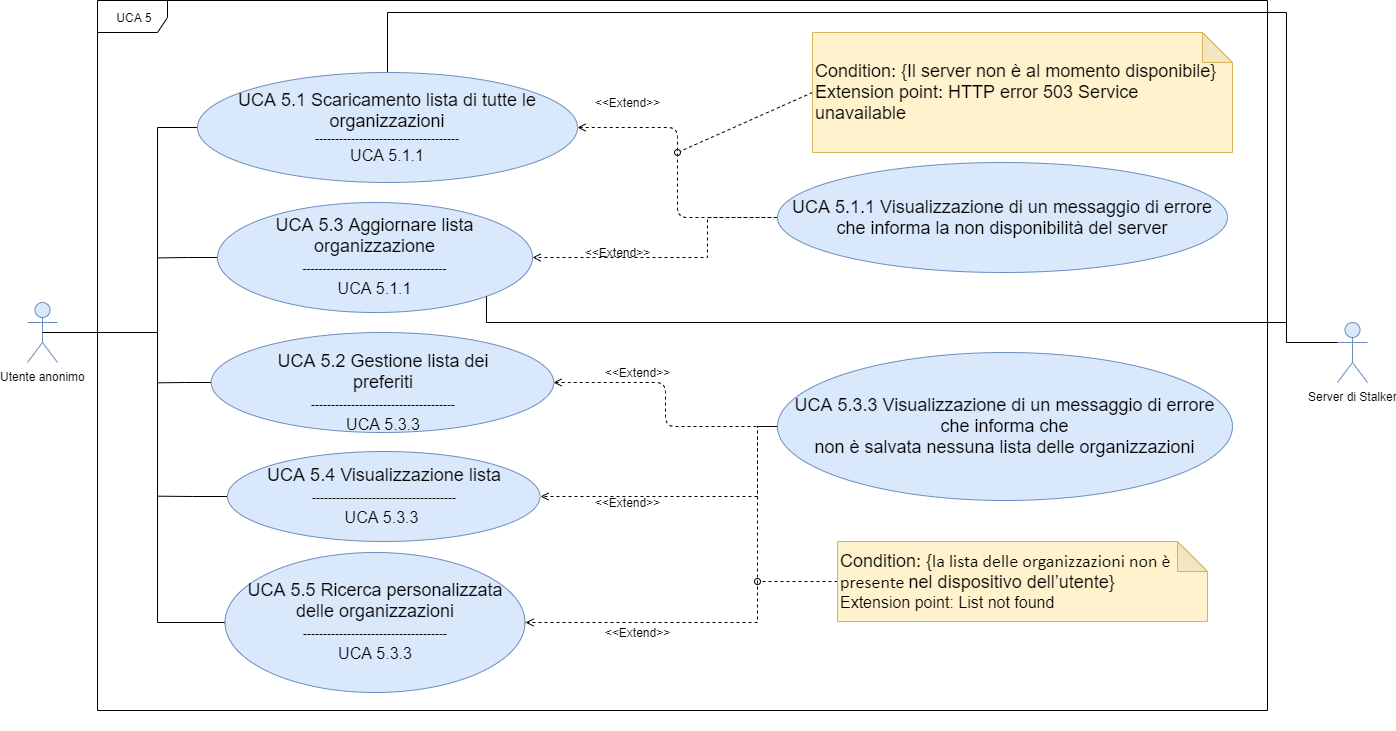 UCA 5
UCA 5.1 Scaricamento lista di tutte le
organizzazioni
------------------------------------
UCA 5.1.1
<<Extend>>
Condition: {Il server non è al momento disponibile}
Extension point: HTTP error 503 Service
unavailable
UCA 5.1.1 Visualizzazione di un messaggio di errore
che informa la non disponibilità del server
UCA 5.3 Aggiornare lista
organizzazione
------------------------------------
UCA 5.1.1
<<Extend>>
Utente anonimo
Server di Stalker
UCA 5.2 Gestione lista dei
preferiti
------------------------------------
UCA 5.3.3
<<Extend>>
UCA 5.3.3 Visualizzazione di un messaggio di errore
che informa che
non è salvata nessuna lista delle organizzazioni
UCA 5.4 Visualizzazione lista
------------------------------------
UCA 5.3.3
<<Extend>>
Condition: {la lista delle organizzazioni non è
presente nel dispositivo dell'utente}
Extension point: List not found
UCA 5.5 Ricerca personalizzata
delle organizzazioni
------------------------------------
UCA 5.3.3
<<Extend>>